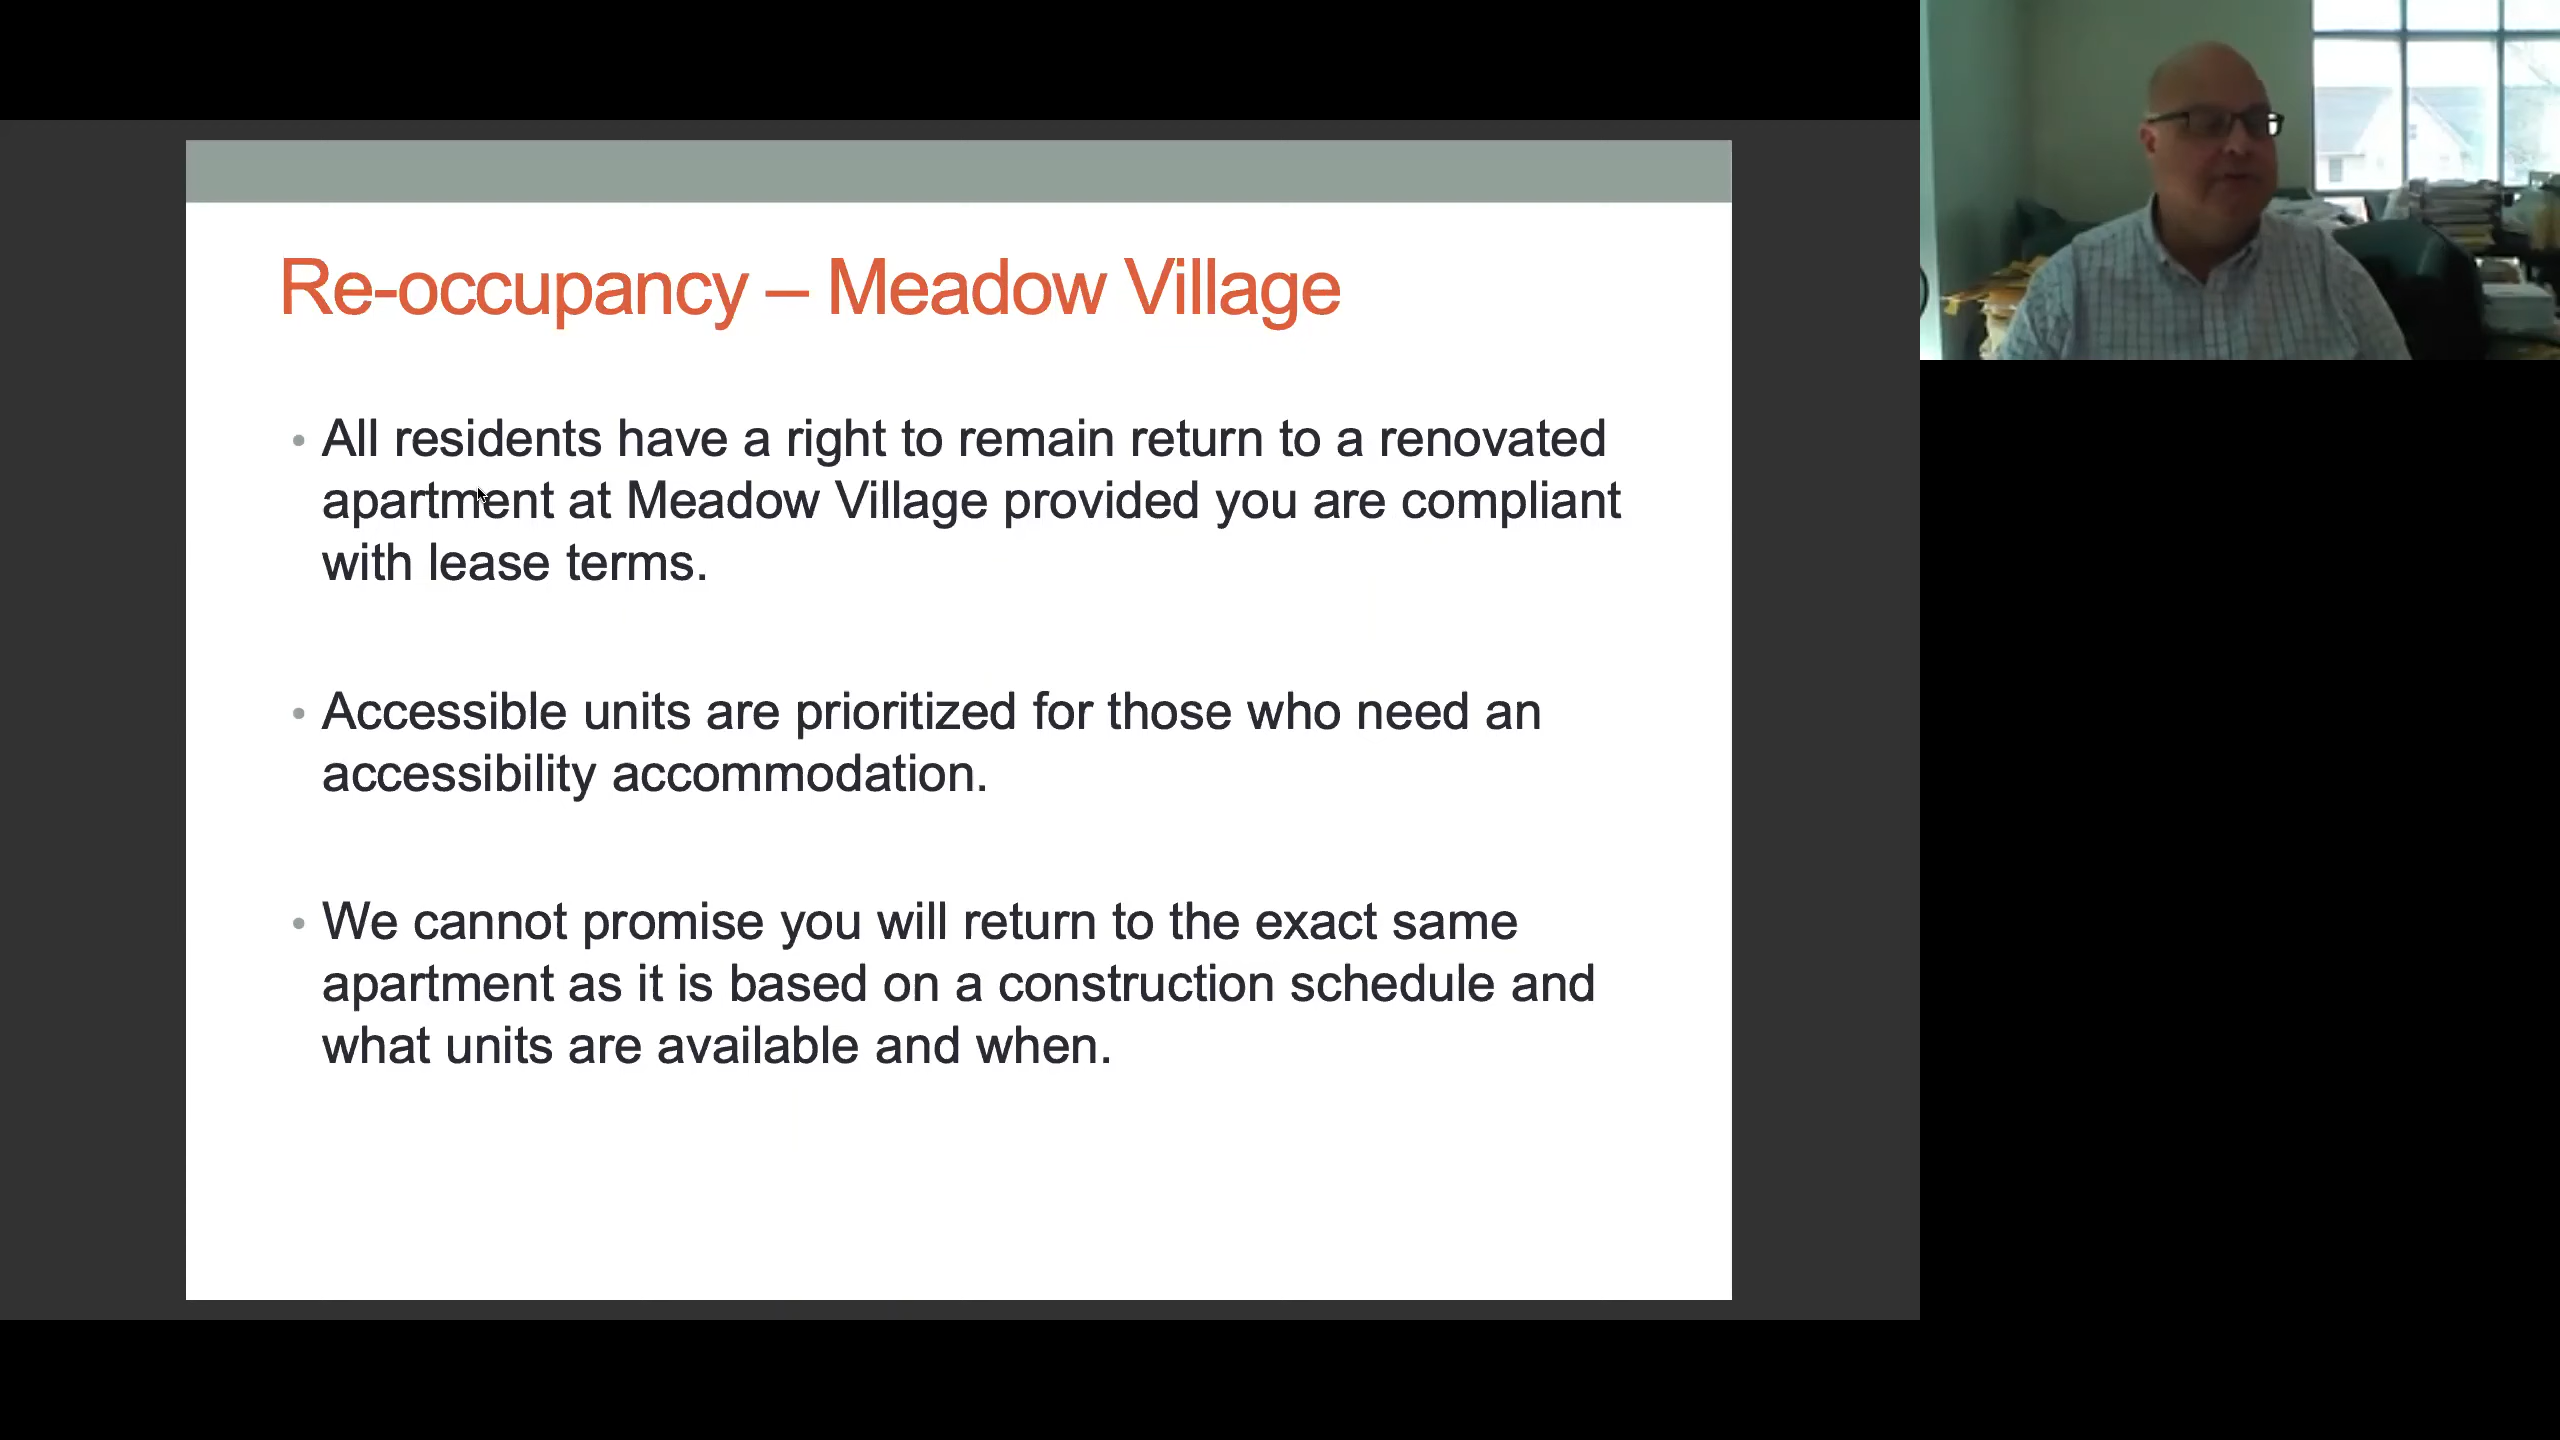 Re-occupancy – Meadow Village
• All residents have a right to remain return to a renovated
apartment at Meadow Village provided you are compliant
with lease terms.
• Accessible units are prioritized for those who need an
accessibility accommodation.
• We cannot promise you will return to the exact same
apartment as it is based on a construction schedule and
what units are available and when.